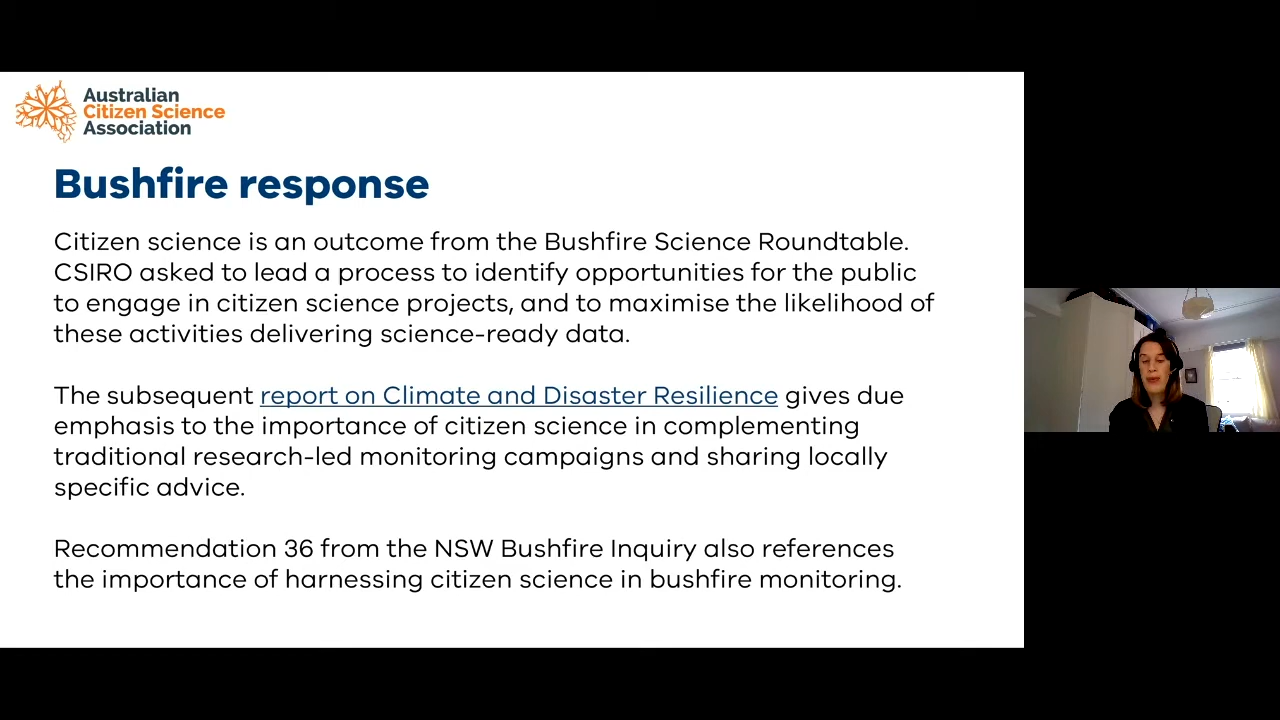 Australian
Citizen Science
Association
Bushfire response
Citizen science is an outcome from the Bushfire Science Roundtable.
CSIRO asked to lead a process to identify opportunities for the public
to engage in citizen science projects, and to maximise the likelihood of
these activities delivering science-ready data.
The subsequent report on Climate and Disaster Resilience gives due
emphasis to the importance of citizen science in complementing
traditional research-led monitoring campaigns and sharing locally
specific advice.
Recommendation 36 from the NSW Bushfire Inquiry also references
the importance of harnessing citizen science in bushfire monitoring.